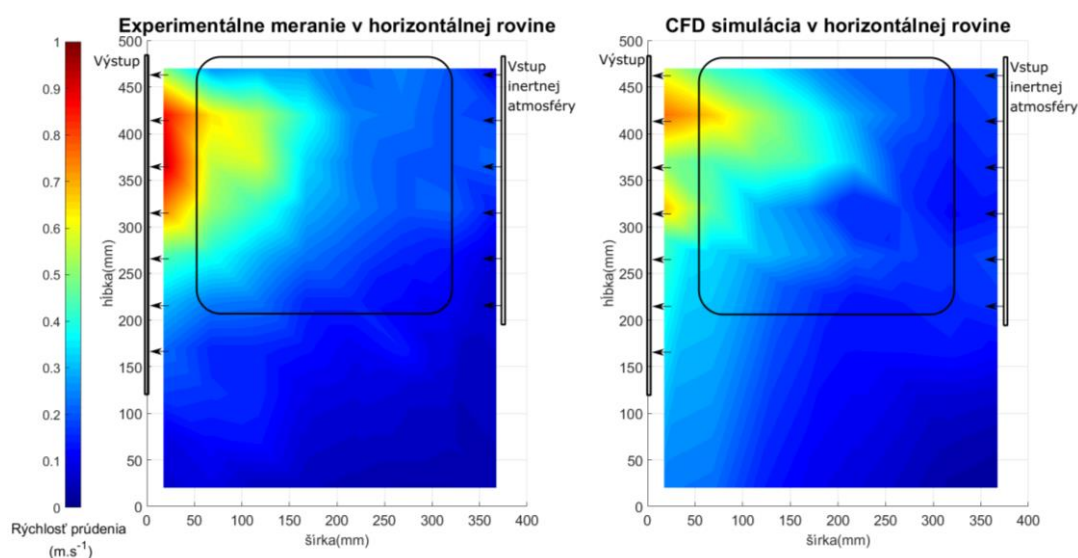 Experimentálne meranie v horizontálnej rovine
500
Výstup
450
400
350
300
250
200
150
100
50
0
hĺbka(mm)
0 50 100 150 200 250 300 350 400
šírka(mm)
Vstup
inertnej
atmosféry
1
0.9
0.8
0.7
0.6
0.5
0.4
0.3
0.2
0.1
0
Rýchlosť prúdenia
(m.s-1)
CFD simulácia v horizontálnej rovine
500
Výstup
450
400
350
300
250
200
150
100
50
0
hĺbka(mm)
0 50 100 150 200 250 300 350 400
šírka(mm)
Vstup
inertnej
atmosféry